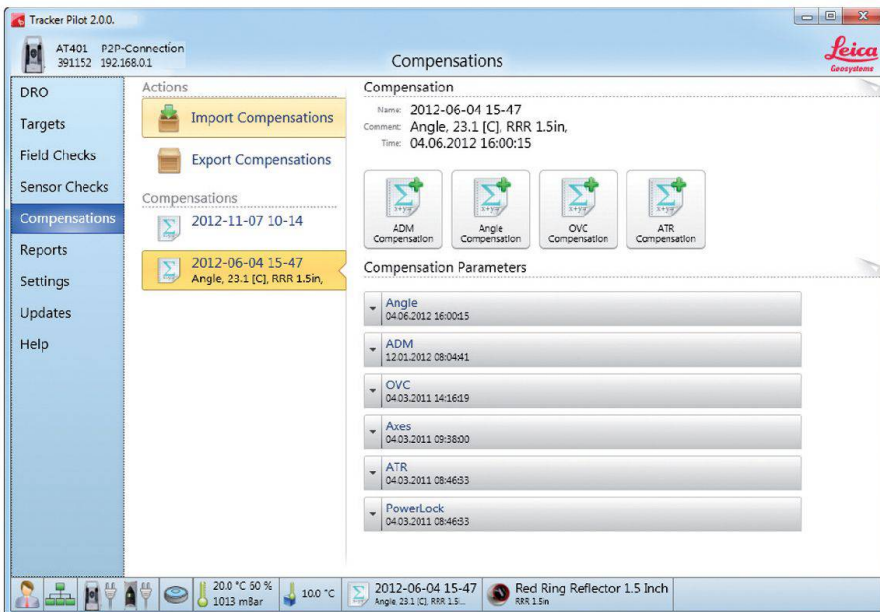 Tracker Pilot 2.0.0.
AT401 P2P-Connection
391152 192.168.0.1
Compensations
Leica
Geosystems
DRO
Targets
Field Checks
Sensor Checks
Compensations
Reports
Settings
Updates
Help
Actions
Import Compensations
Export Compensations
Compensations
2012-11-07 10-14
2012-06-04 15-47
Angle, 23.1 [C], RRR 1.5in,
Compensation
Name: 2012-06-04 15-47
Comment: Angle, 23.1 [C], RRR 1.5in,
Time: 04.06.2012 16:00:15
ADM Compensation
Angle Compensation
OVC Compensation
ATR Compensation
Compensation Parameters
Angle
04.06.2012 16:00:15
ADM
12.01.2012 08:04:41
OVC
04.03.2011 14:16:19
Axes
04.03.2011 09:38:00
ATR
04.03.2011 08:46:33
PowerLock
04.03.2011 08:46:33
20.0 °C 50 %
1013 mBar
10.0 °C
2012-06-04 15-47
Angle 23.1 [C], RRR 1.5...
Red Ring Reflector 1.5 Inch
RRR 1.5in